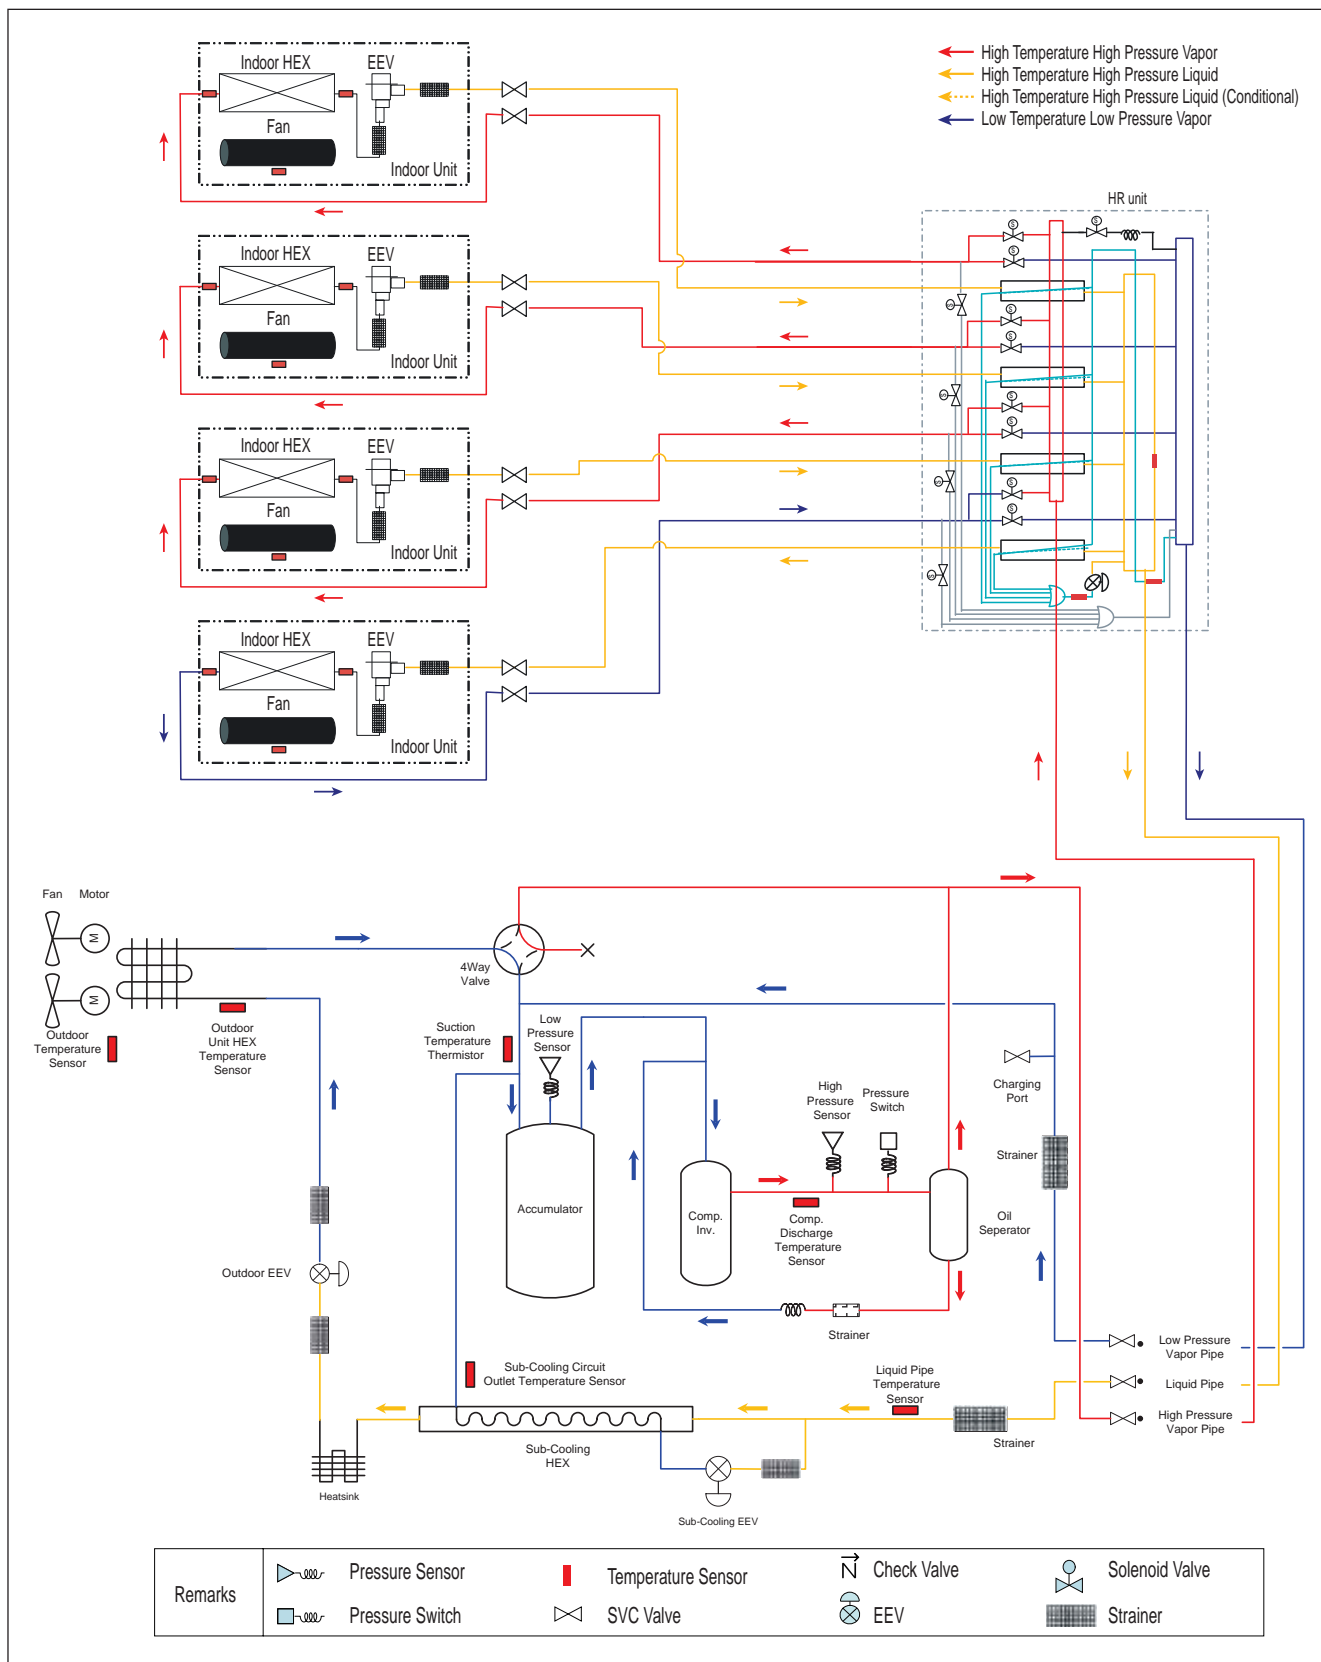 High Temperature High Pressure Vapor
High Temperature High Pressure Liquid
High Temperature High Pressure Liquid (Conditional)
Low Temperature Low Pressure Vapor
Indoor HEX
EEV
Fan
Indoor Unit
HR unit
S
S
S
S
S
S
S
S
S
S
S
S
S
Indoor HEX
EEV
Fan
Indoor Unit
Indoor HEX
EEV
Fan
Indoor Unit
Indoor HEX
EEV
Fan
Indoor Unit
Fan
Motor
M
M
4Way
Valve
Outdoor
Temperature
Sensor
Outdoor
Unit HEX
Temperature
Sensor
Suction
Temperature
Thermistor
Low
Pressure
Sensor
High
Pressure
Sensor
Pressure
Switch
Charging
Port
Strainer
Accumulator
Comp.
Inv.
Comp.
Discharge
Temperature
Sensor
Oil
Seperator
Outdoor EEV
Strainer
Low Pressure
Vapor Pipe
Liquid Pipe
High Pressure
Vapor Pipe
Sub-Cooling Circuit
Outlet Temperature Sensor
Liquid Pipe
Temperature
Sensor
Strainer
Sub-Cooling
HEX
Heatsink
Sub-Cooling EEV
Remarks
Pressure Sensor
Temperature Sensor
N
Check Valve
Solenoid Valve
Pressure Switch
SVC Valve
EEV
Strainer